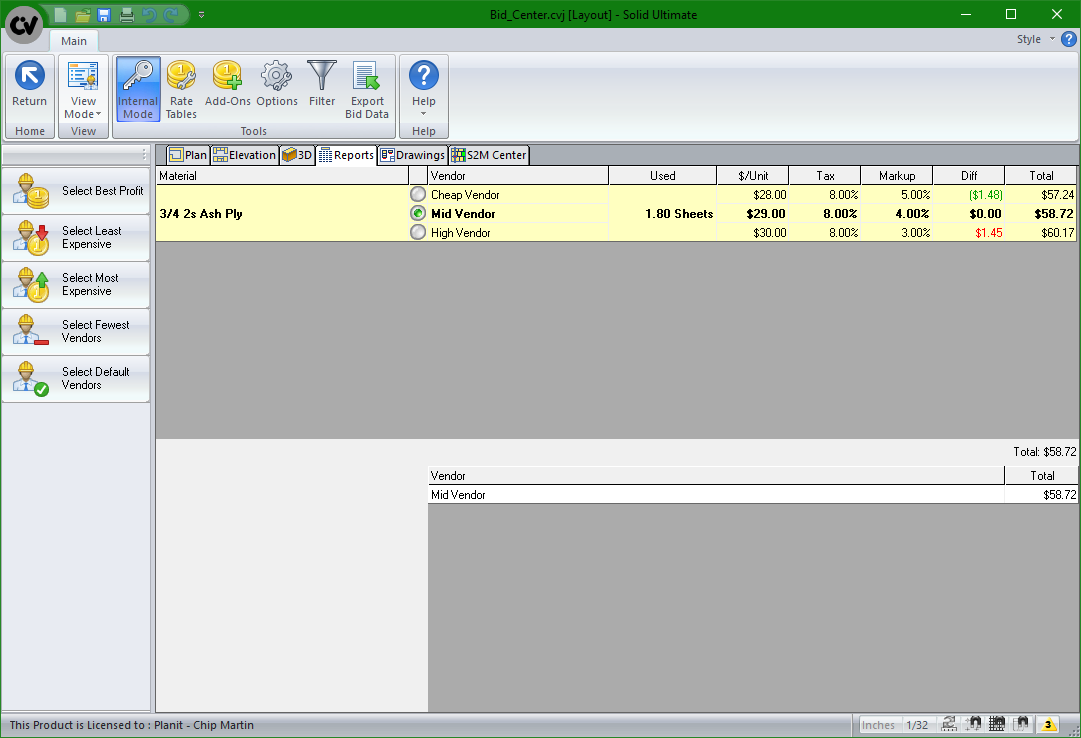 Bid_Center.cvj [Layout] - Solid Ultimate
CV
Main
Style
Return
View
Mode
Internal
Mode
Rate
Tables
Add-Ons
Options
Filter
Export
Bid Data
Help
Home
View
Tools
Help
Plan
Elevation
3D
Reports
Drawings
S2M Center
Select Best Profit
Select Least
Expensive
Select Most
Expensive
Select Fewest
Vendors
Select Default
Vendors
Material Vendor Used $/Unit Tax Markup Diff Total
Cheap Vendor $28.00 8.00% 5.00% ($1.48) $57.24
3/4 2s Ash Ply Mid Vendor 1.80 Sheets $29.00 8.00% 4.00% $0.00 $58.72
High Vendor $30.00 8.00% 3.00% $1.45 $60.17
Total: $58.72
Vendor Total
Mid Vendor $58.72
This Product is Licensed to : Planit - Chip Martin
Inches 1/32 3